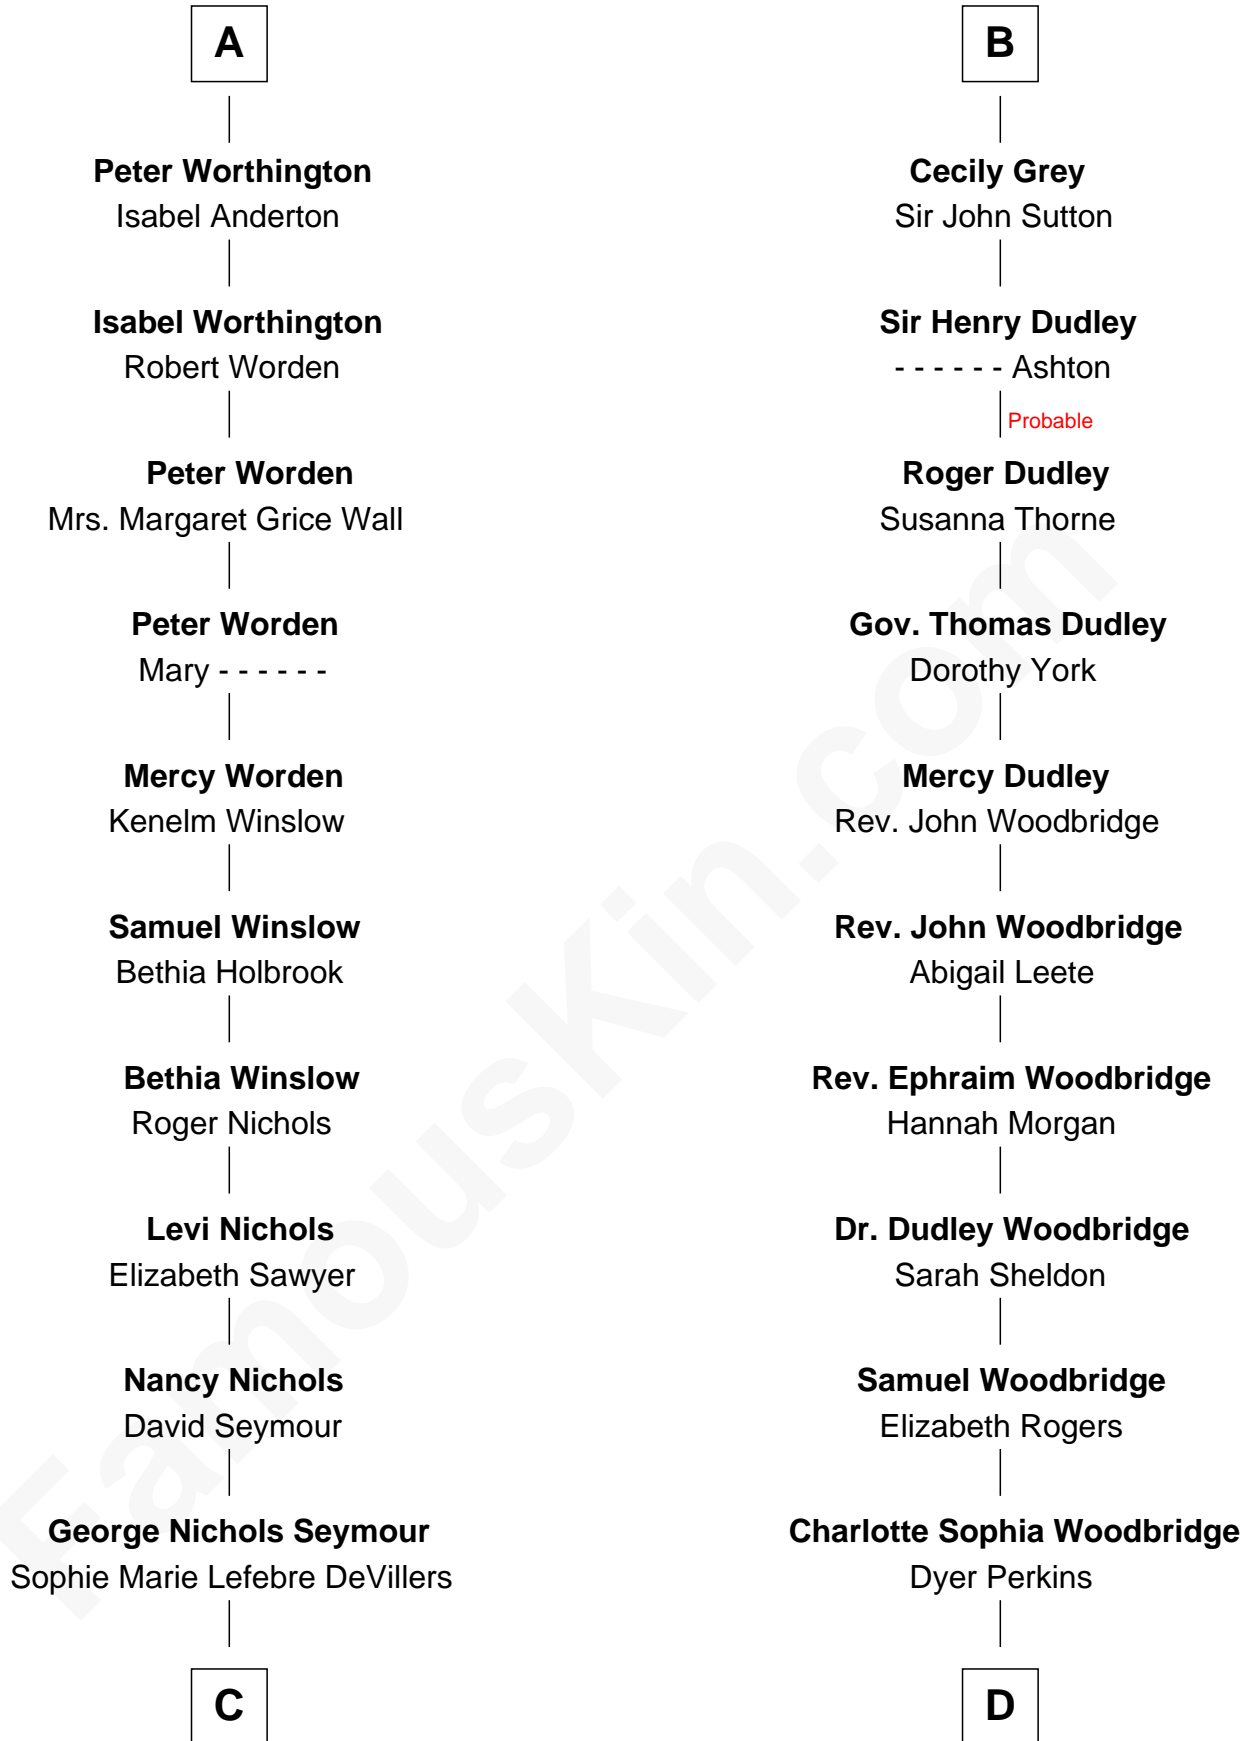 A
Peter Worthington
Isabel Anderton
Isabel Worthington
Robert Worden
Peter Worden
Mrs. Margaret Grice Wall
Peter Worden
Mary - - - - - -
Mercy Worden
Kenelm Winslow
Samuel Winslow
Bethia Holbrook
Bethia Winslow
Roger Nichols
Levi Nichols
Elizabeth Sawyer
Nancy Nichols
David Seymour
George Nichols Seymour
Sophie Marie Lefebre DeVillers
C
B
Cecily Grey
Sir John Sutton
Sir Henry Dudley
- - - - - - Ashton
Probable
Roger Dudley
Susanna Thorne
Gov. Thomas Dudley
Dorothy York
Mercy Dudley
Rev. John Woodbridge
Rev. John Woodbridge
Abigail Leete
Rev. Ephraim Woodbridge
Hannah Morgan
Dr. Dudley Woodbridge
Sarah Sheldon
Samuel Woodbridge
Elizabeth Rogers
Charlotte Sophia Woodbridge
Dyer Perkins
D
FamousKin.com